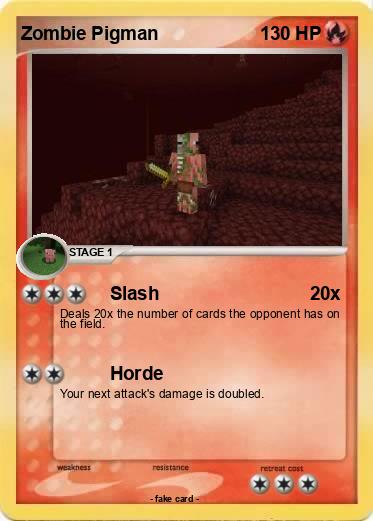 Zombie Pigman 130 HP
STAGE 1
Slash 20x
Deals 20x the number of cards the opponent has on
the field.
Horde
Your next attack's damage is doubled.
weakness resistance retreat cost
- fake card -